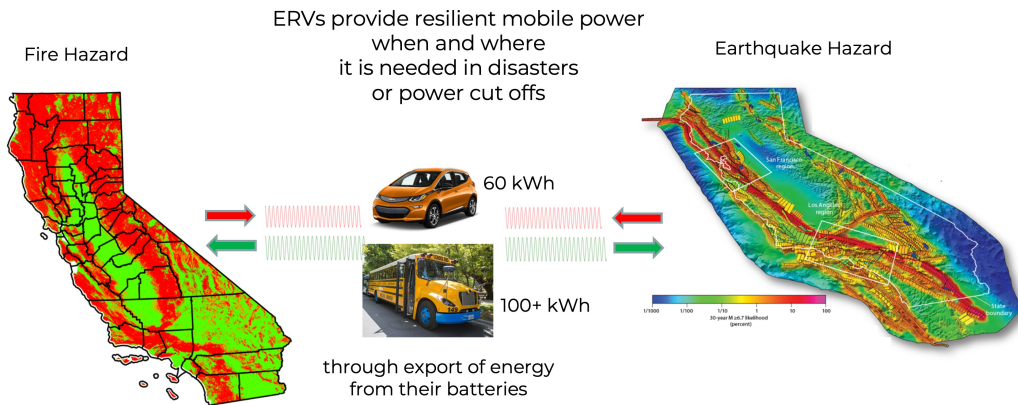 ERVs provide resilient mobile power
when and where
it is needed in disasters
or power cut offs
Fire Hazard
Earthquake Hazard
San Francisco
region
60 kWh
Los Angeles
region
100+ kWh
State
boundary
1/1000 1/100 1/10 1 10 100
30-year M ≥6.7 likelihood
(percent)
through export of energy
from their batteries